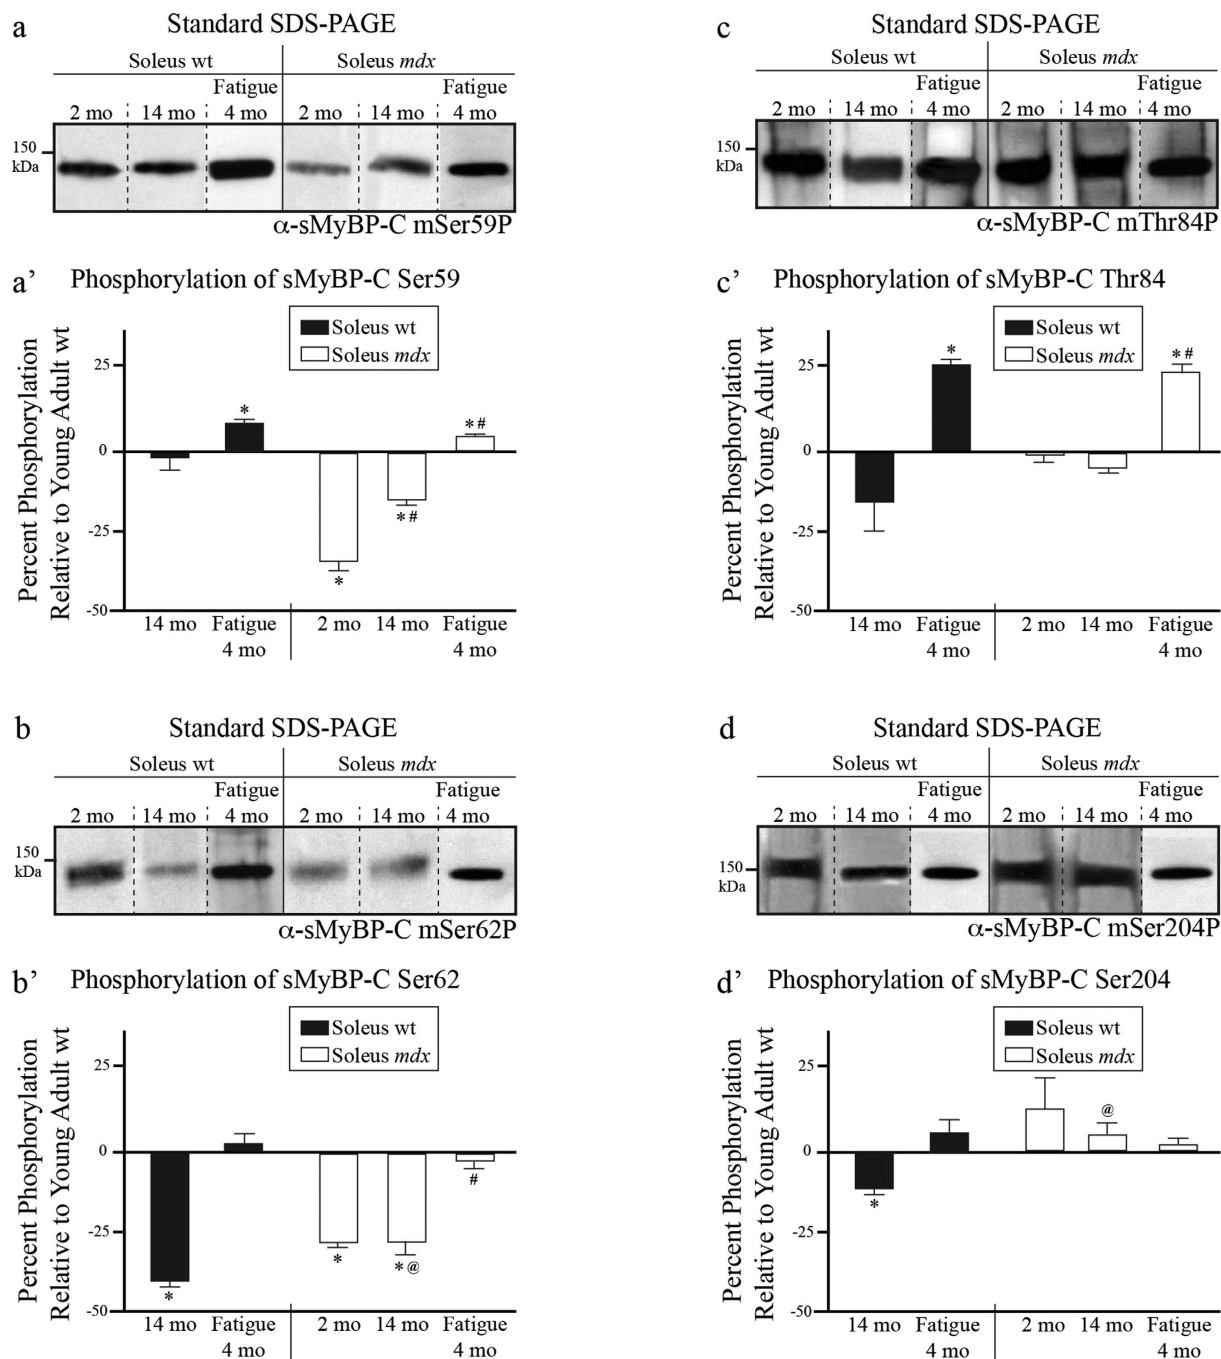 a
Standard SDS-PAGE
Soleus wt Soleus mdx
Fatigue Fatigue
2 mo 14 mo 4 mo 2 mo 14 mo 4 mo
150
kDa
α-sMyBP-C mSer59P
a’ Phosphorylation of sMyBP-C Ser59
Percent Phosphorylation
Relative to Young Adult wt
Soleus wt
Soleus mdx
25
0
-25
-50
*
*
* #
* #
14 mo Fatigue 2 mo 14 mo Fatigue
4 mo 4 mo
b
Standard SDS-PAGE
Soleus wt Soleus mdx
Fatigue Fatigue
2 mo 14 mo 4 mo 2 mo 14 mo 4 mo
150
kDa
α-sMyBP-C mSer62P
b’ Phosphorylation of sMyBP-C Ser62
Percent Phosphorylation
Relative to Young Adult wt
Soleus wt
Soleus mdx
25
0
-25
-50
*
*
* @
#
14 mo Fatigue 2 mo 14 mo Fatigue
4 mo 4 mo
c
Standard SDS-PAGE
Soleus wt Soleus mdx
Fatigue Fatigue
2 mo 14 mo 4 mo 2 mo 14 mo 4 mo
150
kDa
α-sMyBP-C mThr84P
c’ Phosphorylation of sMyBP-C Thr84
Percent Phosphorylation
Relative to Young Adult wt
Soleus wt
Soleus mdx
25
0
-25
-50
*
* #
14 mo Fatigue 2 mo 14 mo Fatigue
4 mo 4 mo
d
Standard SDS-PAGE
Soleus wt Soleus mdx
Fatigue Fatigue
2 mo 14 mo 4 mo 2 mo 14 mo 4 mo
150
kDa
α-sMyBP-C mSer204P
d’ Phosphorylation of sMyBP-C Ser204
Percent Phosphorylation
Relative to Young Adult wt
Soleus wt
Soleus mdx
25
0
-25
-50
*
@
14 mo Fatigue 2 mo 14 mo Fatigue
4 mo 4 mo